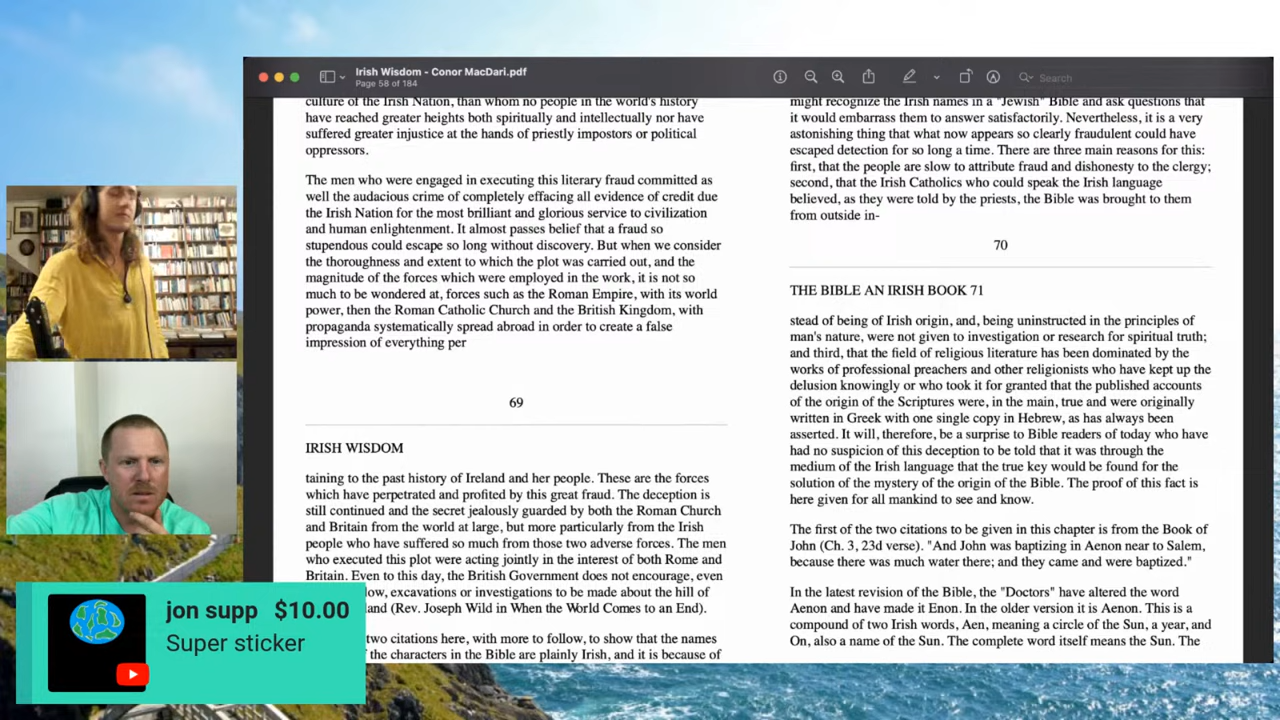 Irish Wisdom - Conor MacDari.pdf
Page 58 of 184
Search
culture of the Irish Nation, than whom no people in the world's history
have reached greater heights both spiritually and intellectually nor have
suffered greater injustice at the hands of priestly impostors or political
oppressors.
The men who were engaged in executing this literary fraud committed as
well the audacious crime of completely effacing all evidence of credit due
the Irish Nation for the most brilliant and glorious service to civilization
and human enlightenment. It almost passes belief that a fraud so
stupendous could escape so long without discovery. But when we consider
the thoroughness and extent to which the plot was carried out, and the
magnitude of the forces which were employed in the work, it is not so
much to be wondered at, forces such as the Roman Empire, with its world
power, then the Roman Catholic Church and the British Kingdom, with
propaganda systematically spread abroad in order to create a false
impression of everything per
69
IRISH WISDOM
taining to the past history of Ireland and her people. These are the forces
which have perpetrated and profited by this great fraud. The deception is
still continued and the secret jealously guarded by both the Roman Church
and Britain from the world at large, but more particularly from the Irish
people who have suffered so much from those two adverse forces. The men
who executed this plot were acting jointly in the interest of both Rome and
Britain. Even to this day, the British Government does not encourage, even
low, excavations or investigations to be made about the hill of
land (Rev. Joseph Wild in When the World Comes to an End).
two citations here, with more to follow, to show that the names
the characters in the Bible are plainly Irish, and it is because of
might recognize the Irish names in a "Jewish" Bible and ask questions that
it would embarrass them to answer satisfactorily. Nevertheless, it is a very
astonishing thing that what now appears so clearly fraudulent could have
escaped detection for so long a time. There are three main reasons for this:
first, that the people are slow to attribute fraud and dishonesty to the clergy;
second, that the Irish Catholics who could speak the Irish language
believed, as they were told by the priests, the Bible was brought to them
from outside in-
70
THE BIBLE AN IRISH BOOK 71
stead of being of Irish origin, and, being uninstructed in the principles of
man's nature, were not given to investigation or research for spiritual truth;
and third, that the field of religious literature has been dominated by the
works of professional preachers and other religionists who have kept up the
delusion knowingly or who took it for granted that the published accounts
of the origin of the Scriptures were, in the main, true and were originally
written in Greek with one single copy in Hebrew, as has always been
asserted. It will, therefore, be a surprise to Bible readers of today who have
had no suspicion of this deception to be told that it was through the
medium of the Irish language that the true key would be found for the
solution of the mystery of the origin of the Bible. The proof of this fact is
here given for all mankind to see and know.
The first of the two citations to be given in this chapter is from the Book of
John (Ch. 3, 23d verse). "And John was baptizing in Aenon near to Salem,
because there was much water there; and they came and were baptized."
In the latest revision of the Bible, the "Doctors" have altered the word
Aenon and have made it Enon. In the older version it is Aenon. This is a
compound of two Irish words, Aen, meaning a circle of the Sun, a year, and
On, also a name of the Sun. The complete word itself means the Sun. The
jon supp $10.00
Super sticker